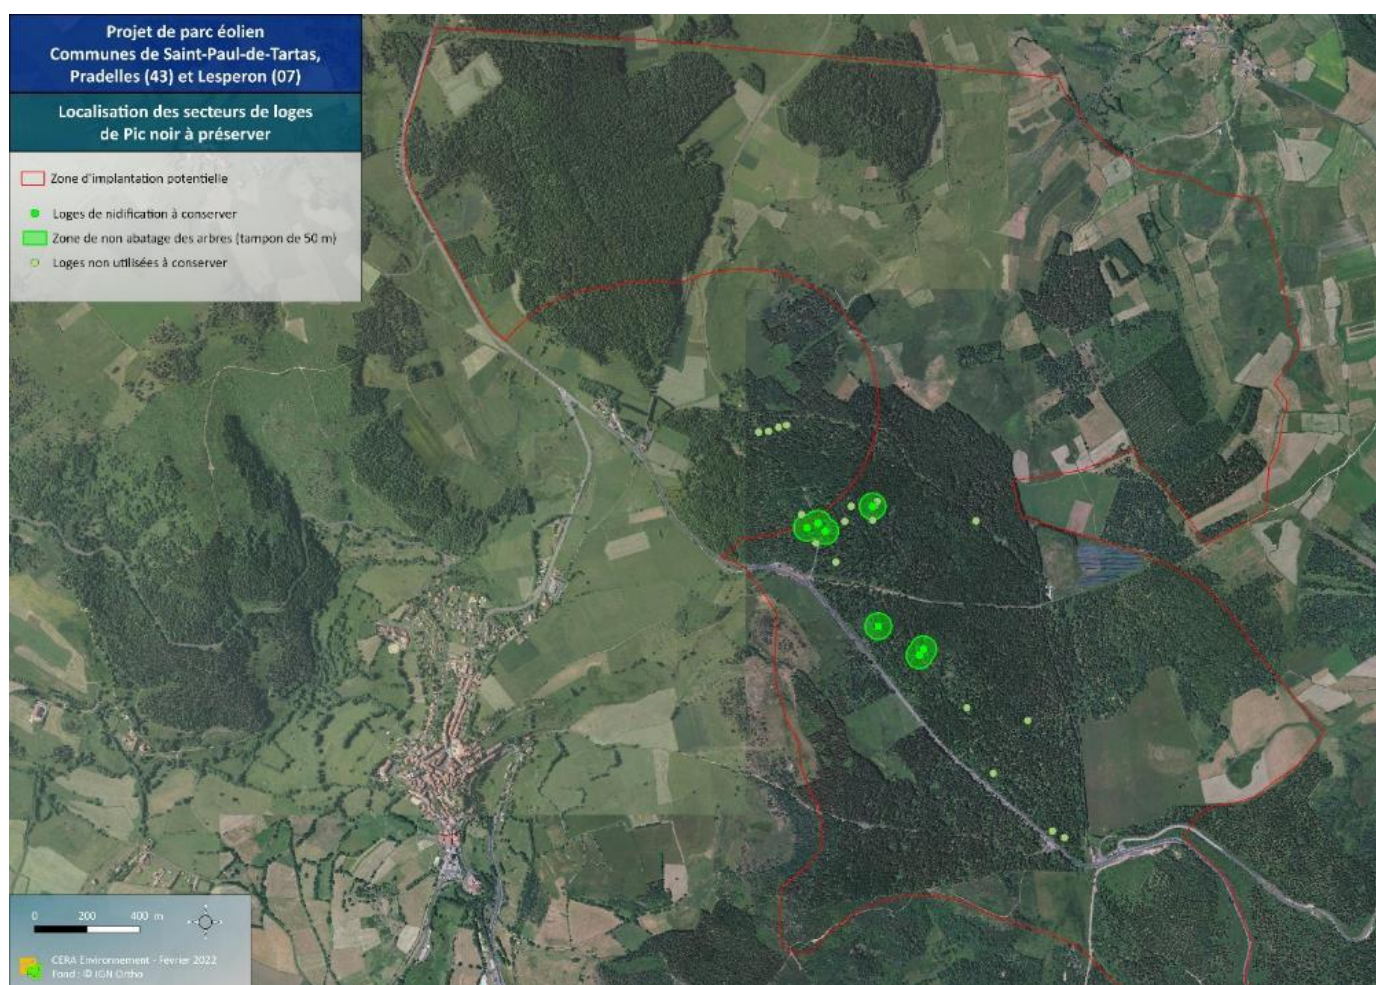 Projet de parc éolien
Communes de Saint-Paul-de-Tartas,
Pradelles (43) et Lesperon (07)
Localisation des secteurs de loges
de Pic noir à préserver
Zone d'implantation potentielle
Loges de nidification à conserver
Zone de non abatage des arbres (tampon de 50 m)
Loges non utilisées à conserver
0 200 400 m
CERA Environnement - Février 2022
Fond : © IGN Ortho